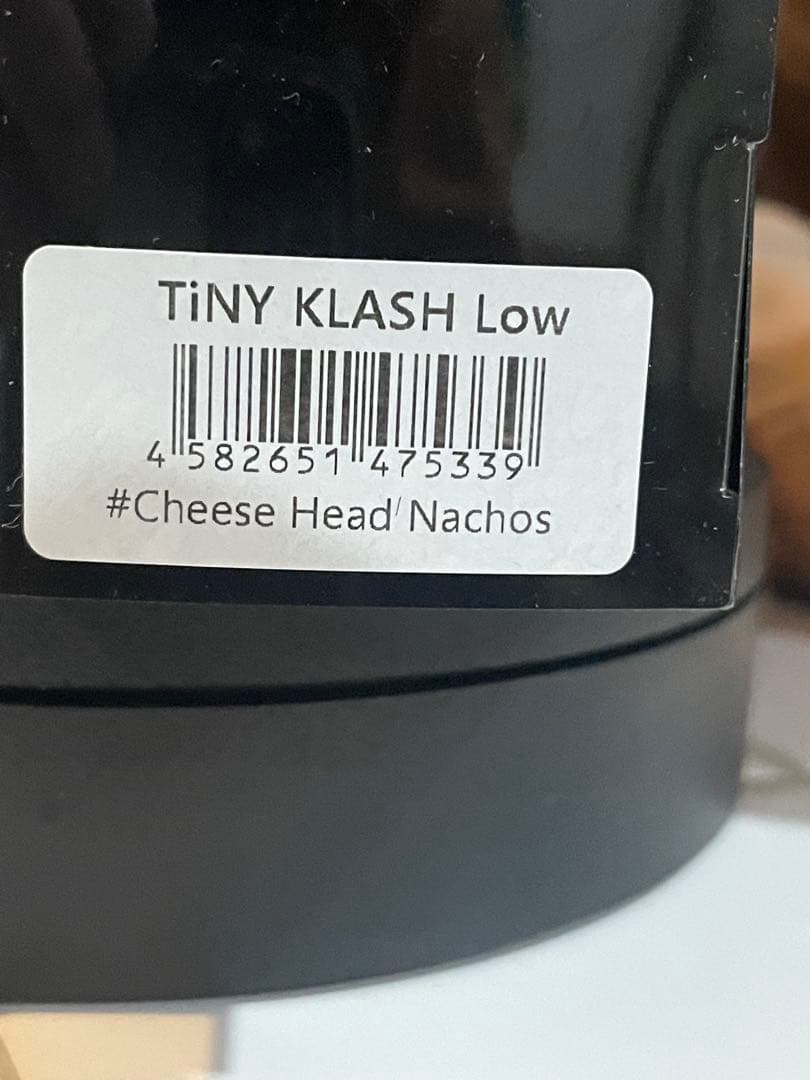 TiNY KLASH Low
4 582651 475339
#Cheese Head/Nachos